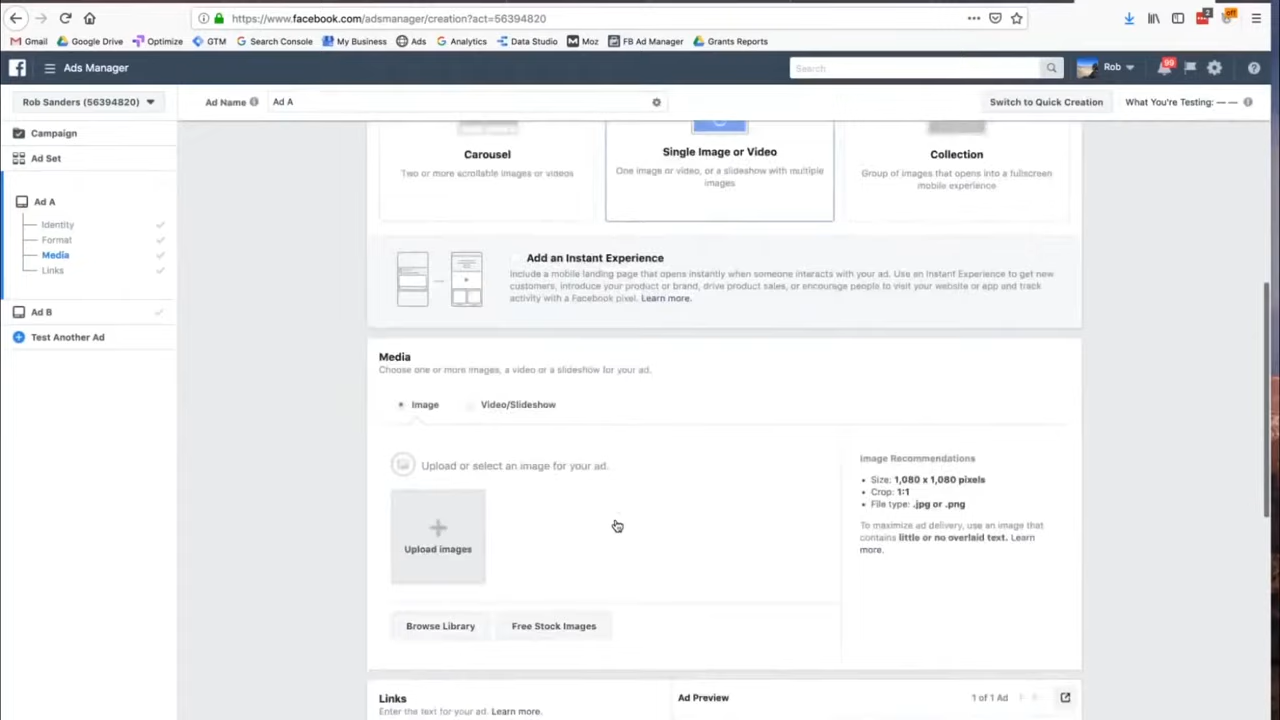 https://www.facebook.com/adsmanager/creation?act=56394820
2
off
Gmail Google Drive Optimize GTM Search Console My Business Ads Analytics Data Studio Moz FB Ad Manager Grants Reports
Ads Manager
Search
Rob
99
Rob Sanders (56394820)
Ad Name
Ad A
Switch to Quick Creation
What You're Testing: — —
Campaign
Ad Set
Ad A
Identity
Format
Media
Links
Ad B
Test Another Ad
Carousel
Two or more scrollable images or videos
Single Image or Video
One image or video, or a slideshow with multiple
images
Collection
Group of images that opens into a fullscreen
mobile experience
Add an Instant Experience
Include a mobile landing page that opens instantly when someone interacts with your ad. Use an Instant Experience to get new
customers, introduce your product or brand, drive product sales, or encourage people to visit your website or app and track
activity with a Facebook pixel. Learn more.
Media
Choose one or more images, a video or a slideshow for your ad.
Image
Video/Slideshow
Upload or select an image for your ad.
Upload images
Browse Library
Free Stock Images
Image Recommendations
• Size: 1,080 x 1,080 pixels
• Crop: 1:1
• File type: .jpg or .png
To maximize ad delivery, use an image that
contains little or no overlaid text. Learn
more.
Links
Enter the text for your ad. Learn more.
Ad Preview
1 of 1 Ad